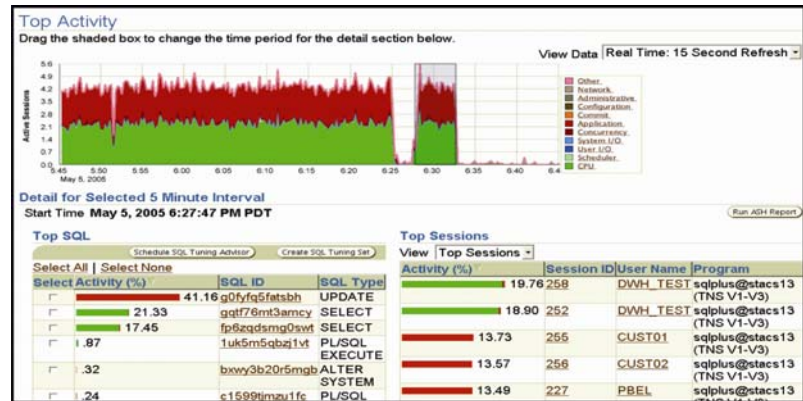 Top Activity
Drag the shaded box to change the time period for the detail section below.
View Data Real Time: 15 Second Refresh
5.6
4.9
4.2
3.5
2.8
2.1
1.4
0.7
0.0
Active Sessions
5:45 5:50 5:55 6:00 6:05 6:10 6:15 6:20 6:25 6:30 6:35 6:40 6:4
May 5, 2005
Other
Network
Administrative
Configuration
Commit
Application
Concurrency
System I/O
User I/O
Scheduler
CPU
Detail for Selected 5 Minute Interval
Start Time May 5, 2005 6:27:47 PM PDT
Run ASH Report
Top SQL
Schedule SQL Tuning Advisor Create SQL Tuning Set
Select All | Select None
Select Activity (%) SQL ID SQL Type
41.16 g0fyfq5fatsbh UPDATE
21.33 gqtf76mt3amcy SELECT
17.45 fp6zqdsmg0swt SELECT
.87 1uk5m5qbzj1vt PL/SQL EXECUTE
.32 bxwy3b20r5mgb ALTER SYSTEM
.24 c1599tjmzu1fc PL/SQL
Top Sessions
View Top Sessions
Activity (%) Session ID User Name Program
19.76 258 DWH_TEST sqlplus@stacs13 (TNS V1-V3)
18.90 252 DWH_TEST sqlplus@stacs13 (TNS V1-V3)
13.73 255 CUST01 sqlplus@stacs13 (TNS V1-V3)
13.57 256 CUST02 sqlplus@stacs13 (TNS V1-V3)
13.49 227 PBEL sqlplus@stacs13 (TNS V1-V3)